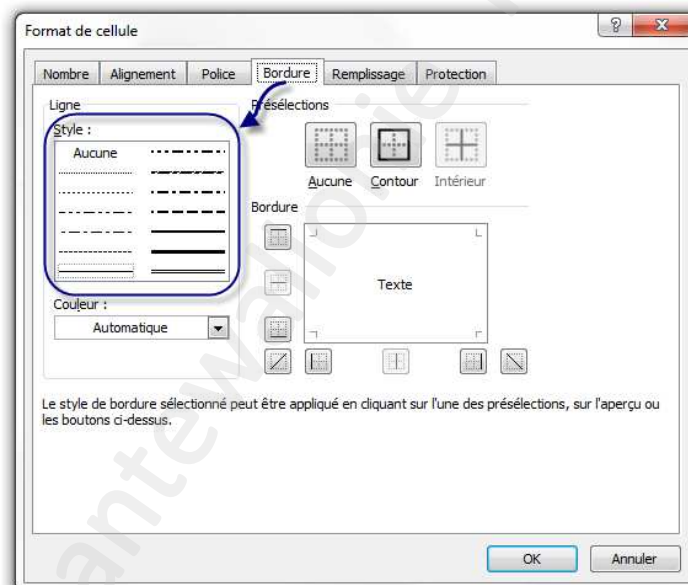 Format de cellule
Nombre Alignement Police Bordure Remplissage Protection
Ligne
Style :
Aucune
Couleur :
Automatique
Présélections
Aucune Contour Intérieur
Bordure
Texte
Le style de bordure sélectionné peut être appliqué en cliquant sur l'une des présélections, sur l'aperçu ou
les boutons ci-dessus.
OK Annuler
antewallonie